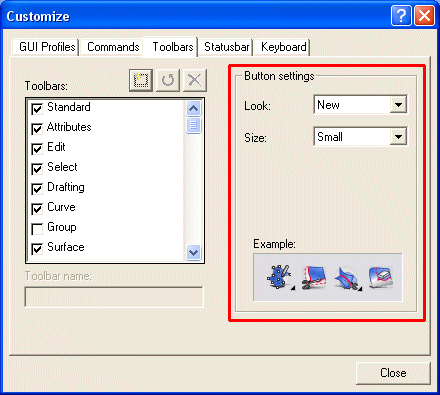 Customize
GUI Profiles Commands Toolbars Statusbar Keyboard
Toolbars:
Standard
Attributes
Edit
Select
Drafting
Curve
Group
Surface
Toolbar name:
Button settings
Look: New
Size: Small
Example:
Close